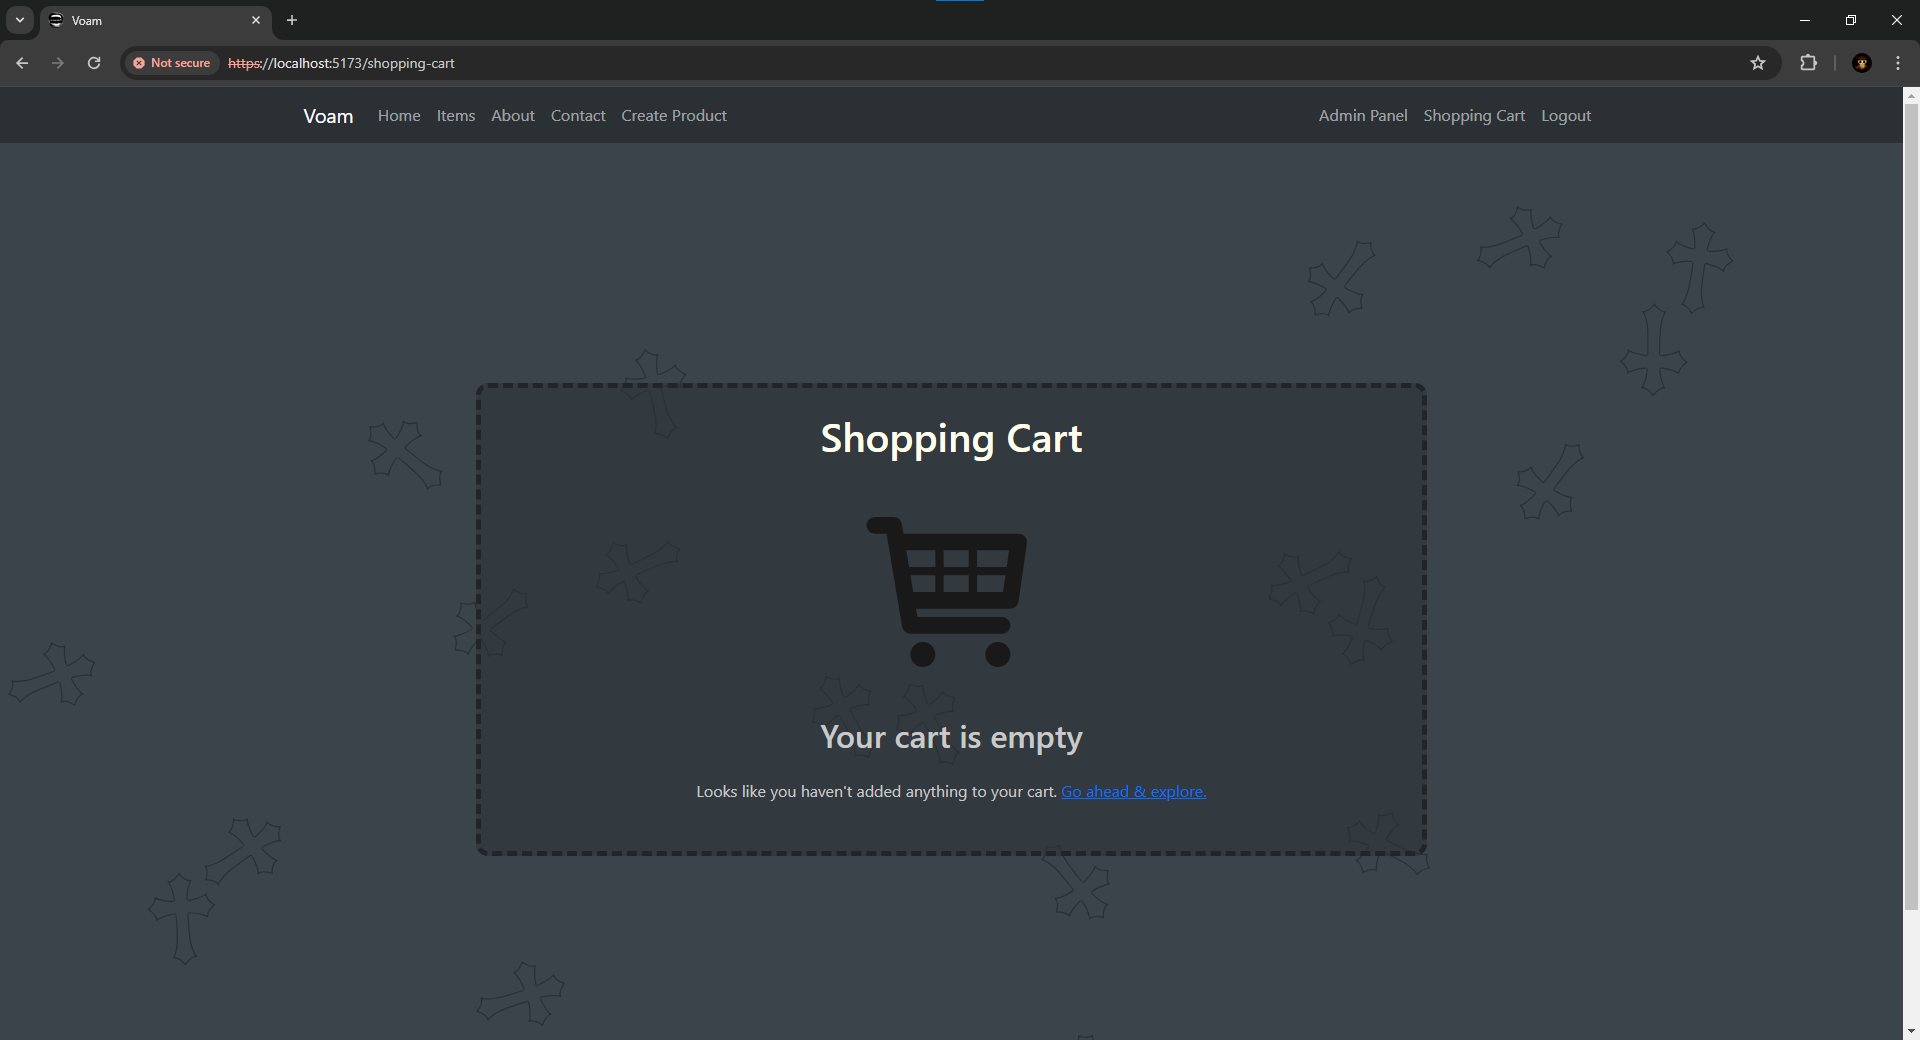 Voam
Not secure https://localhost:5173/shopping-cart
Voam Home Items About Contact Create Product Admin Panel Shopping Cart Logout
Shopping Cart
Your cart is empty
Looks like you haven't added anything to your cart. Go ahead & explore.